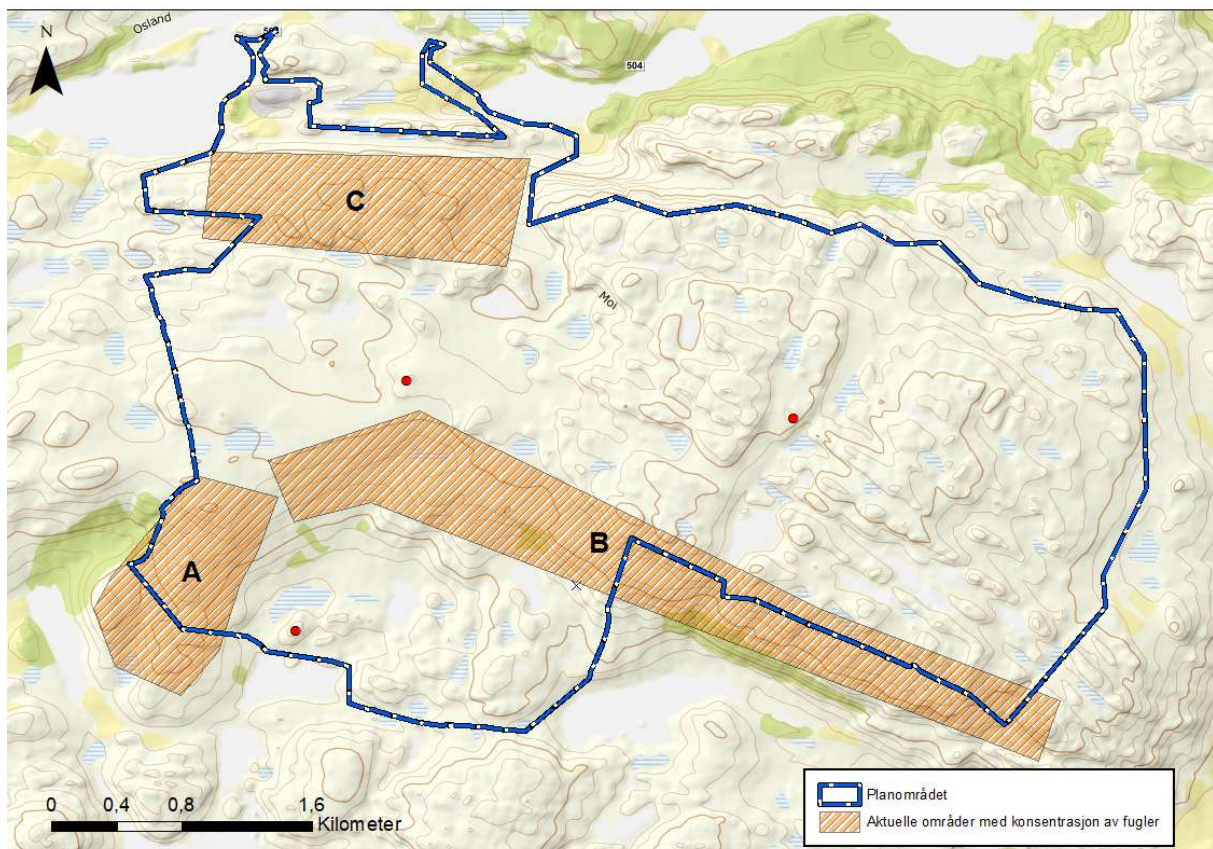 N
Osland
504
C
Moi
B
A
Planområdet
Aktuelle områder med konsentrasjon av fugler
0 0,4 0,8 1,6
Kilometer